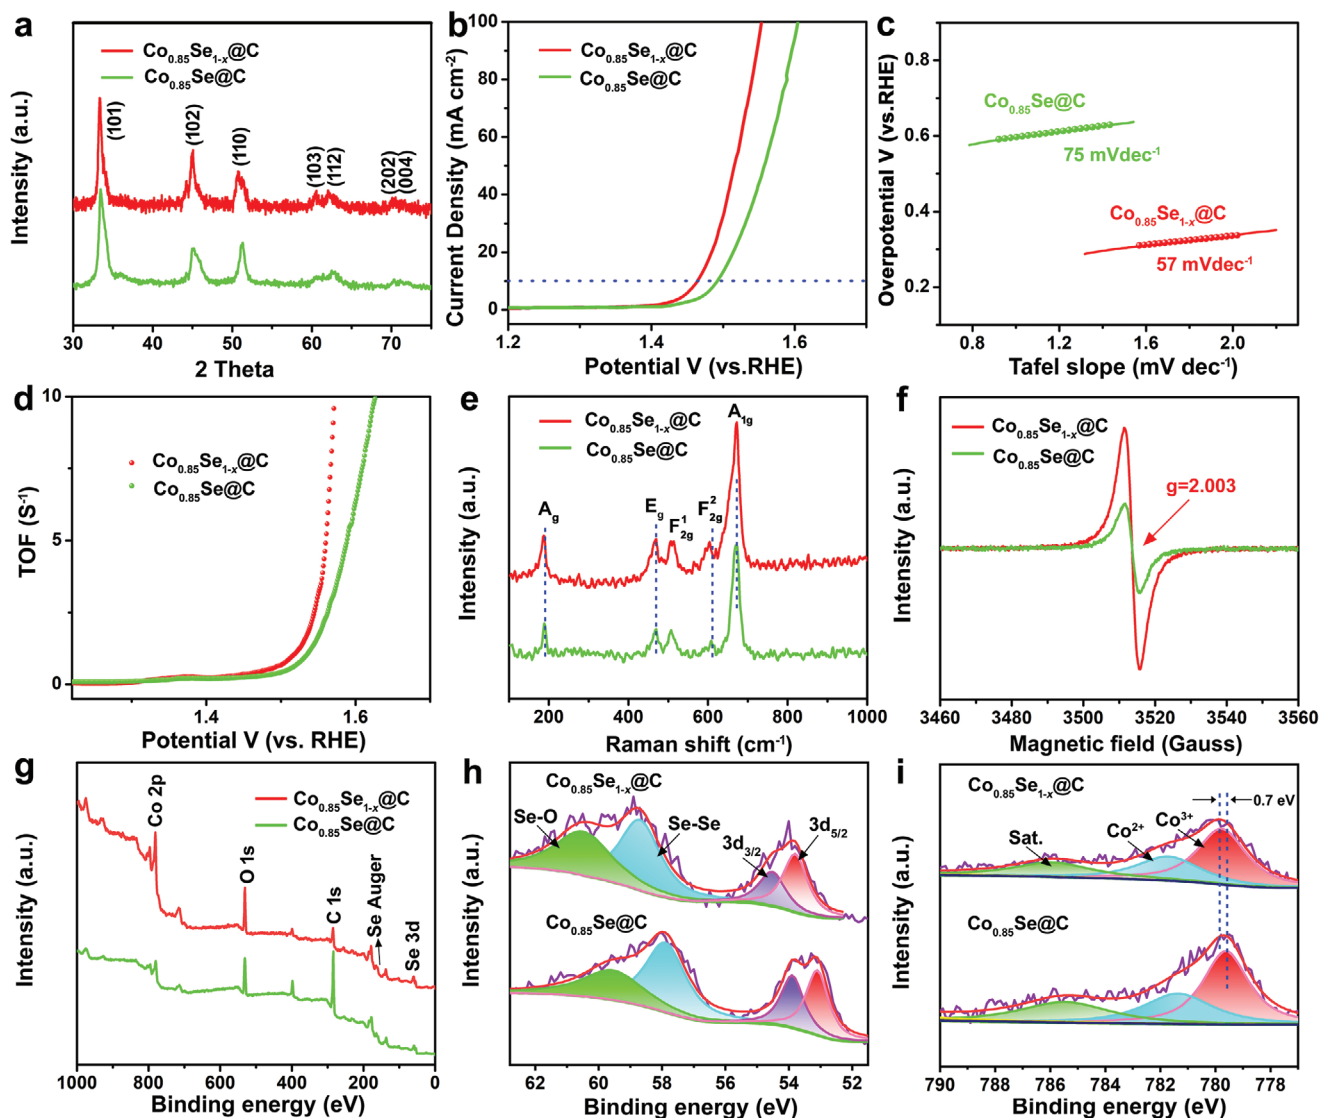 a
Co0.85Se1-x@C
Co0.85Se@C
(101)
(102)
(110)
(103)
(112)
(202)
(004)
Intensity (a.u.)
30 40 50 60 70
2 Theta
b
Co0.85Se1-x@C
Co0.85Se@C
Current Density (mA cm-2)
100
80
60
40
20
0
1.2 1.4 1.6
Potential V (vs.RHE)
c
Co0.85Se@C
75 mVdec-1
Co0.85Se1-x@C
57 mVdec-1
Overpotential V (vs.RHE)
0.8
0.6
0.4
0.2
0.8 1.2 1.6 2.0
Tafel slope (mV dec-1)
d
Co0.85Se1-x@C
Co0.85Se@C
TOF (S-1)
10
5
0
1.4 1.6
Potential V (vs. RHE)
e
Co0.85Se1-x@C
Co0.85Se@C
Ag
Eg
F12g
F22g
A1g
Intensity (a.u.)
200 400 600 800 1000
Raman shift (cm-1)
f
Co0.85Se1-x@C
Co0.85Se@C
g=2.003
Intensity (a.u.)
3460 3480 3500 3520 3540 3560
Magnetic field (Gauss)
g
Co 2p
Co0.85Se1-x@C
Co0.85Se@C
O 1s
C 1s
Se Auger
Se 3d
Intensity (a.u.)
1000 800 600 400 200 0
Binding energy (eV)
h
Co0.85Se1-x@C
Se-O
Se-Se
3d3/2
3d5/2
Co0.85Se@C
Intensity (a.u.)
62 60 58 56 54 52
Binding energy (eV)
i
Co0.85Se1-x@C
0.7 eV
Sat.
Co2+
Co3+
Co0.85Se@C
Intensity (a.u.)
790 788 786 784 782 780 778
Binding energy (eV)